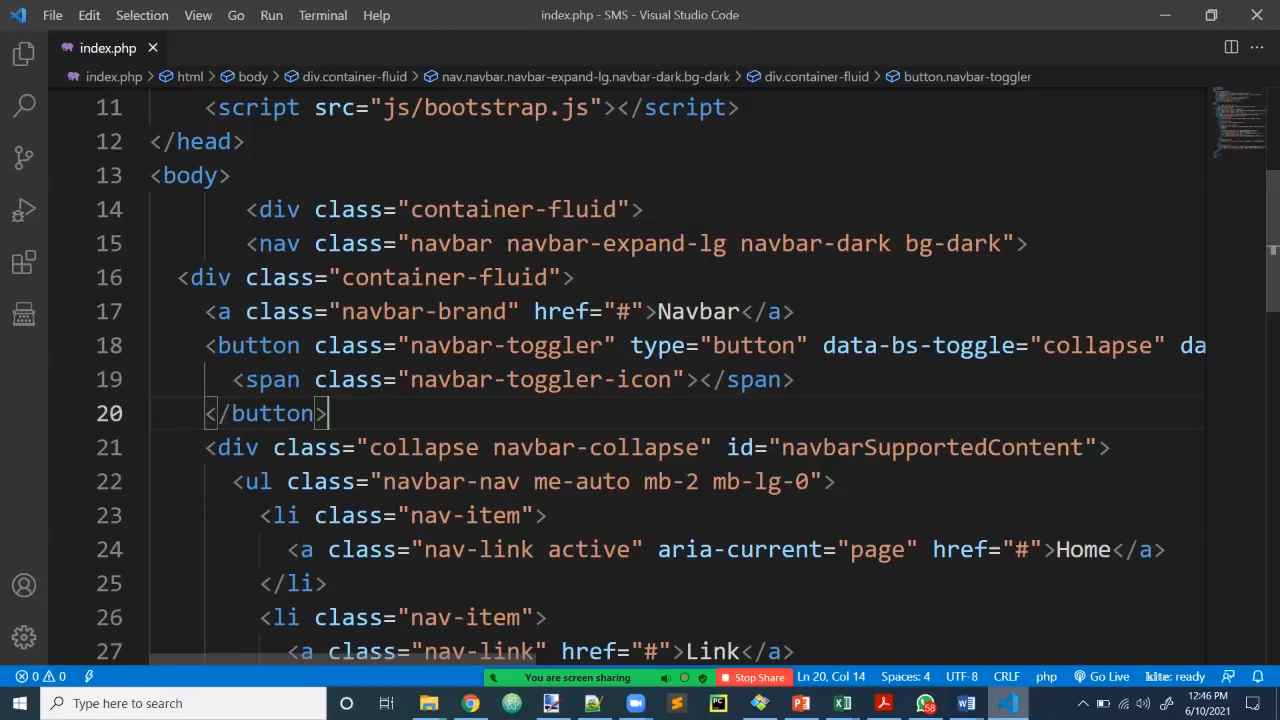 File Edit Selection View Go Run Terminal Help index.php - SMS - Visual Studio Code
index.php
index.php html body div.container-fluid nav.navbar.navbar-expand-lg.navbar-dark.bg-dark div.container-fluid button.navbar-toggler
11 <script src="js/bootstrap.js"></script>
12 </head>
13 <body>
14 <div class="container-fluid">
15 <nav class="navbar navbar-expand-lg navbar-dark bg-dark">
16 <div class="container-fluid">
17 <a class="navbar-brand" href="#">Navbar</a>
18 <button class="navbar-toggler" type="button" data-bs-toggle="collapse" da
19 <span class="navbar-toggler-icon"></span>
20 </button>
21 <div class="collapse navbar-collapse" id="navbarSupportedContent">
22 <ul class="navbar-nav me-auto mb-2 mb-lg-0">
23 <li class="nav-item">
24 <a class="nav-link active" aria-current="page" href="#">Home</a>
25 </li>
26 <li class="nav-item">
27 <a class="nav-link" href="#">Link</a>
0 0 You are screen sharing Stop Share Ln 20, Col 14 Spaces: 4 UTF-8 CRLF php Go Live kite: ready
Type here to search 58 12:46 PM
6/10/2021